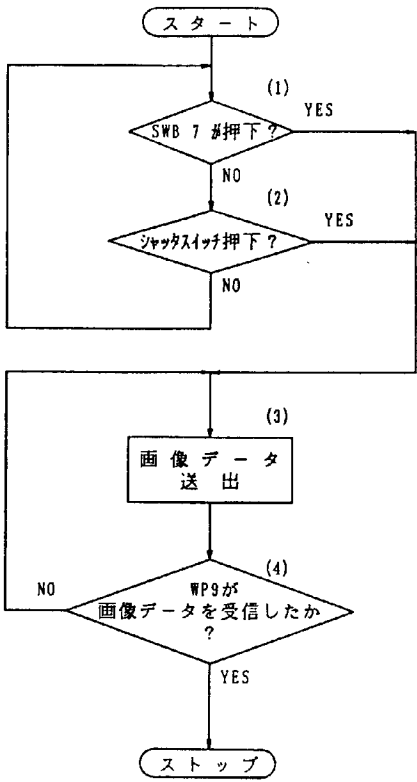 スタート
(1)
SWB 7 が押下?
YES
NO
(2)
シャッタスイッチ押下?
YES
NO
(3)
画像データ
送出
(4)
WP9が
画像データを受信したか
?
NO
YES
ストップ